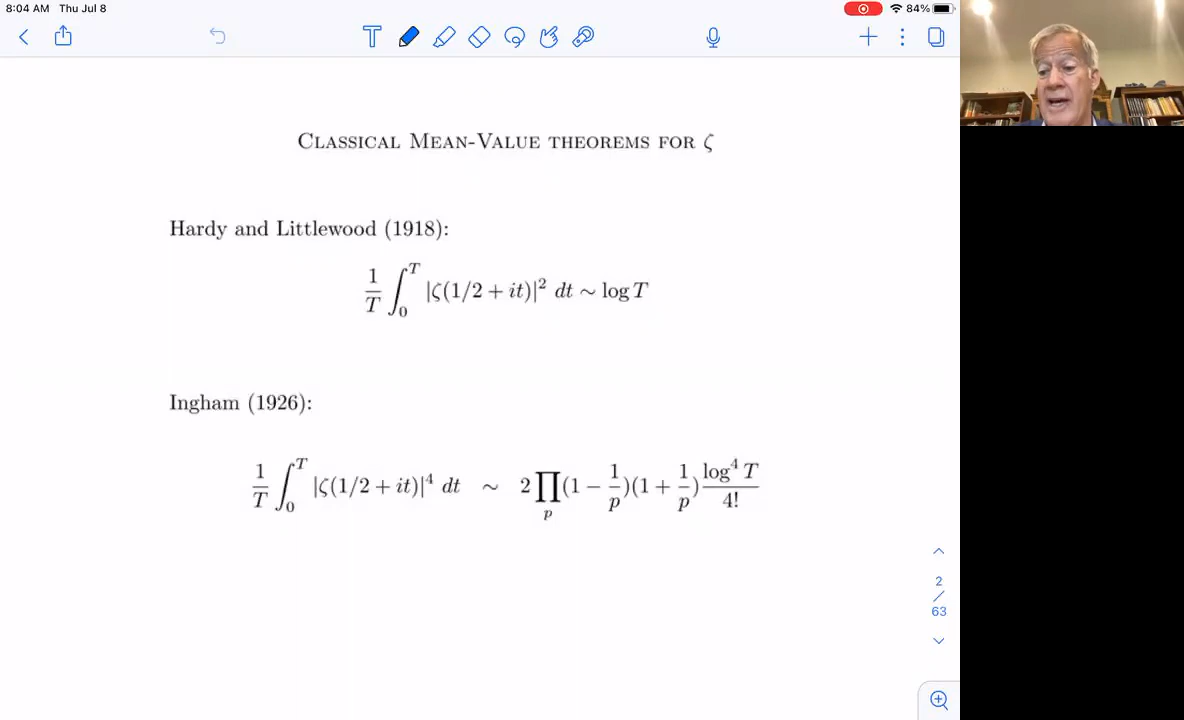 8:04 AM Thu Jul 8
84%
T
CLASSICAL MEAN-VALUE THEOREMS FOR ζ
Hardy and Littlewood (1918):
1/T ∫_0^T |ζ(1/2 + it)|² dt ~ log T
Ingham (1926):
1/T ∫_0^T |ζ(1/2 + it)|⁴ dt ~ 2 ∏_p (1 − 1/p)(1 + 1/p) log⁴ T / 4!
2
/
63